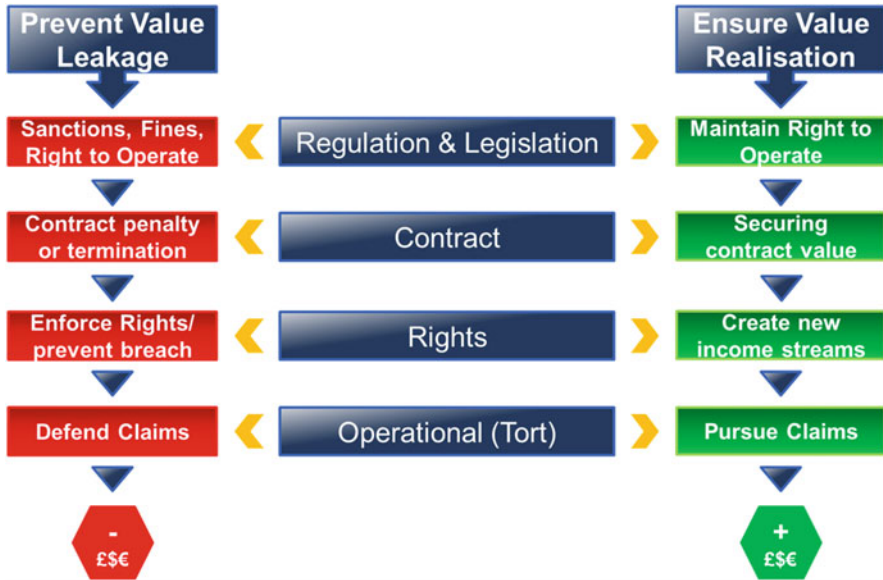 Prevent Value
Leakage
Ensure Value
Realisation
Sanctions, Fines,
Right to Operate
Regulation & Legislation
Maintain Right to
Operate
Contract penalty
or termination
Contract
Securing
contract value
Enforce Rights/
prevent breach
Rights
Create new
income streams
Defend Claims
Operational (Tort)
Pursue Claims
-
£$€
+
£$€